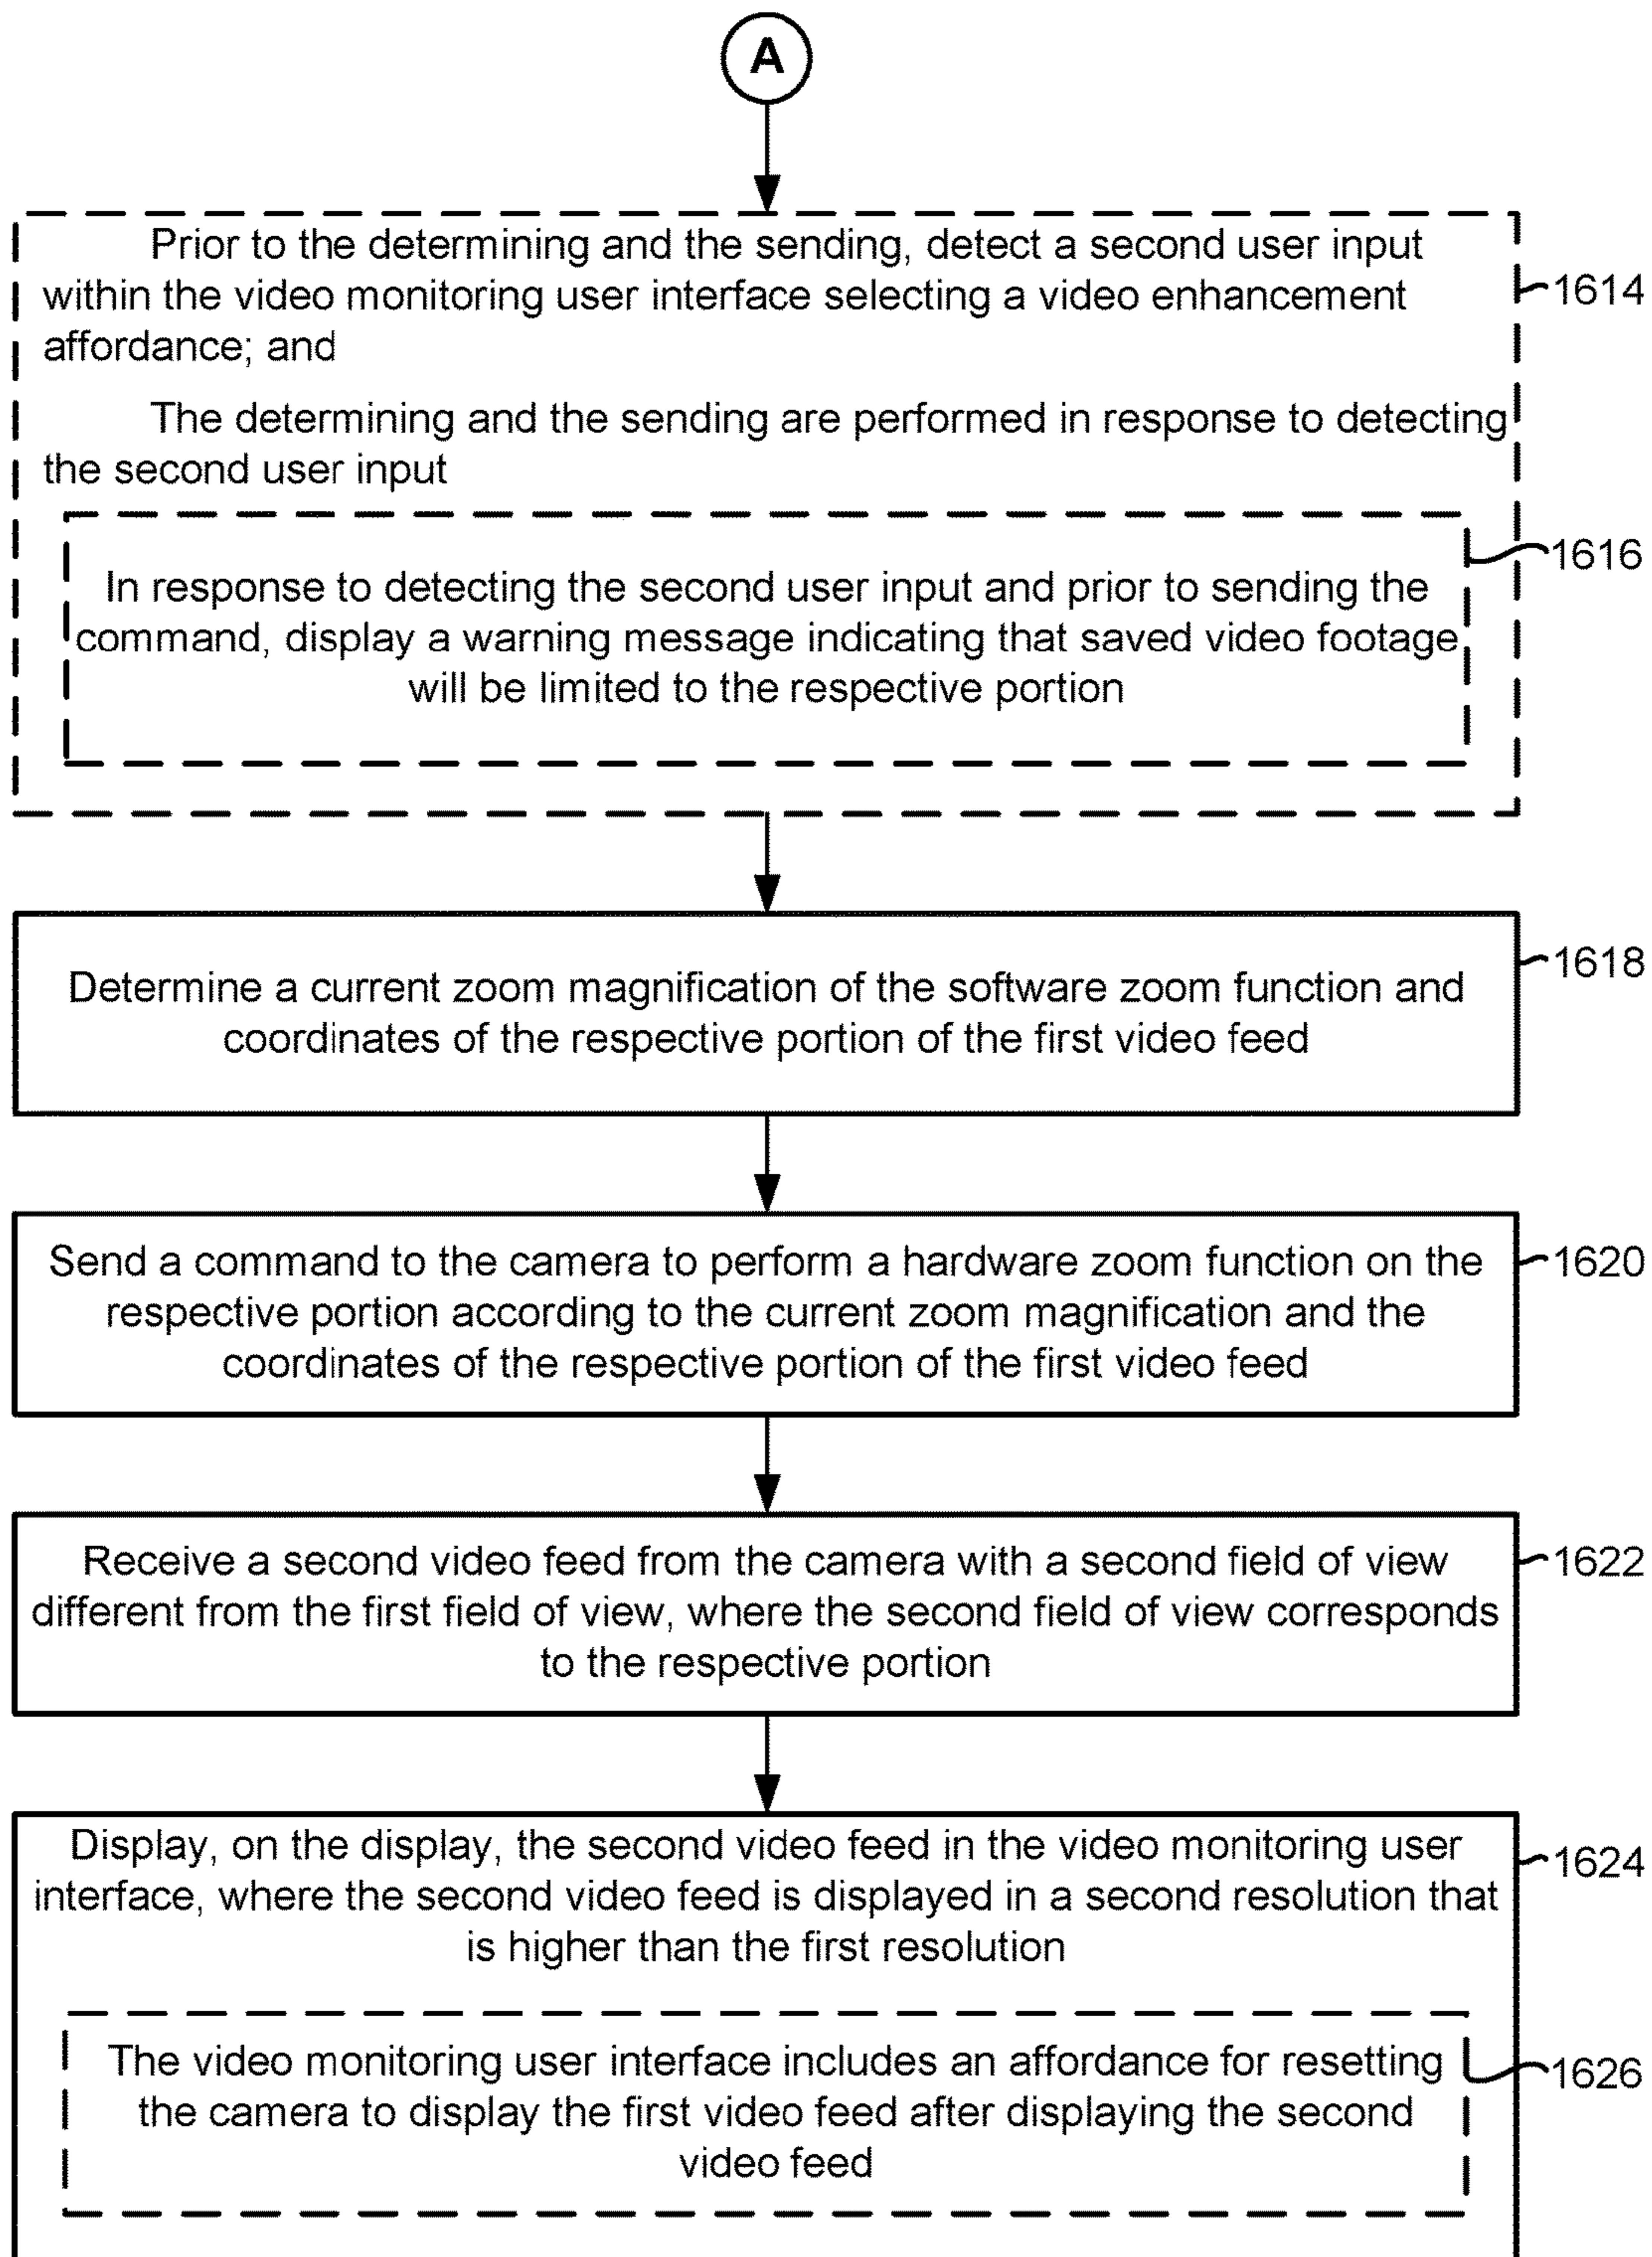 A
Prior to the determining and the sending, detect a second user input
within the video monitoring user interface selecting a video enhancement
affordance; and
1614
The determining and the sending are performed in response to detecting
the second user input
1616
In response to detecting the second user input and prior to sending the
command, display a warning message indicating that saved video footage
will be limited to the respective portion
1618
Determine a current zoom magnification of the software zoom function and
coordinates of the respective portion of the first video feed
1620
Send a command to the camera to perform a hardware zoom function on the
respective portion according to the current zoom magnification and the
coordinates of the respective portion of the first video feed
1622
Receive a second video feed from the camera with a second field of view
different from the first field of view, where the second field of view corresponds
to the respective portion
1624
Display, on the display, the second video feed in the video monitoring user
interface, where the second video feed is displayed in a second resolution that
is higher than the first resolution
1626
The video monitoring user interface includes an affordance for resetting
the camera to display the first video feed after displaying the second
video feed